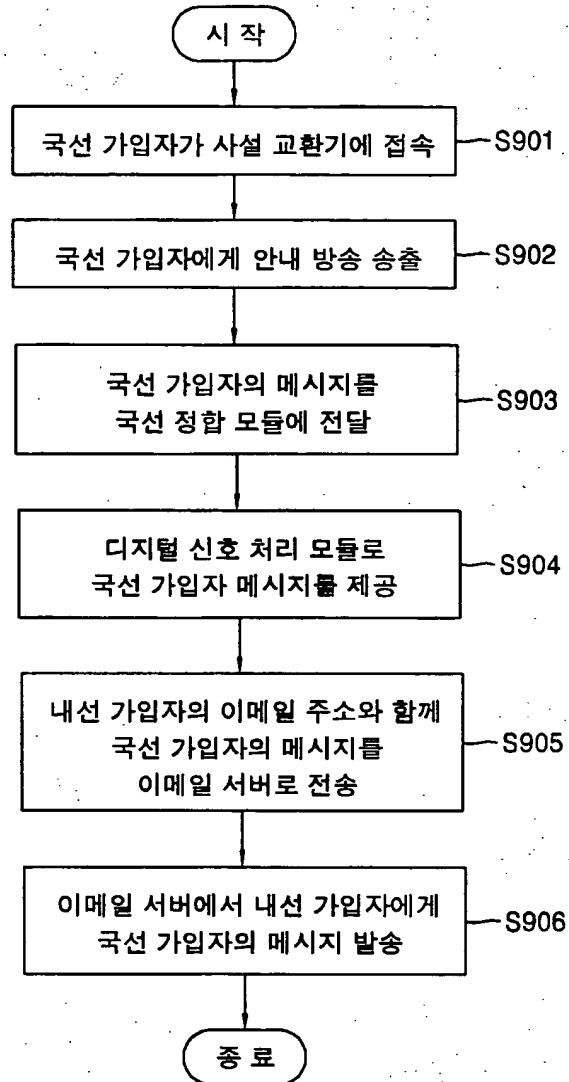 시 작
국선 가입자가 사설 교환기에 접속
S901
국선 가입자에게 안내 방송 송출
S902
국선 가입자의 메시지를
국선 정합 모듈에 전달
S903
디지털 신호 처리 모듈로
국선 가입자 메시지를 제공
S904
내선 가입자의 이메일 주소와 함께
국선 가입자의 메시지를
이메일 서버로 전송
S905
이메일 서버에서 내선 가입자에게
국선 가입자의 메시지 발송
S906
종 료